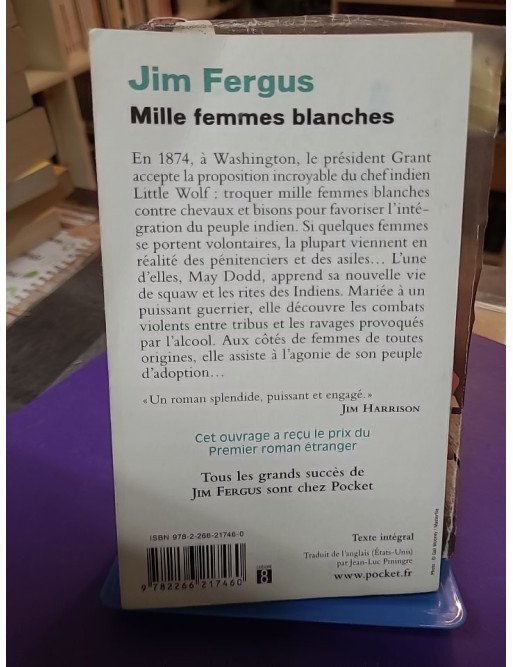 Jim Fergus
Mille femmes blanches
En 1874, à Washington, le président Grant
accepte la proposition incroyable du chef indien
Little Wolf : troquer mille femmes blanches
contre chevaux et bisons pour favoriser l'inté-
gration du peuple indien. Si quelques femmes
se portent volontaires, la plupart viennent en
réalité des pénitenciers et des asiles... L'une
d'elles, May Dodd, apprend sa nouvelle vie
de squaw et les rites des Indiens. Mariée à un
puissant guerrier, elle découvre les combats
violents entre tribus et les ravages provoqués
par l'alcool. Aux côtés de femmes de toutes
origines, elle assiste à l'agonie de son peuple
d'adoption...
« Un roman splendide, puissant et engagé. »
JIM HARRISON
Cet ouvrage a reçu le prix du
Premier roman étranger
Tous les grands succès de
JIM FERGUS sont chez Pocket
ISBN 978-2-266-21746-0
9 782266 217460
8
Texte intégral
Traduit de l'anglais (États-Unis)
par Jean-Luc Piningre
www.pocket.fr